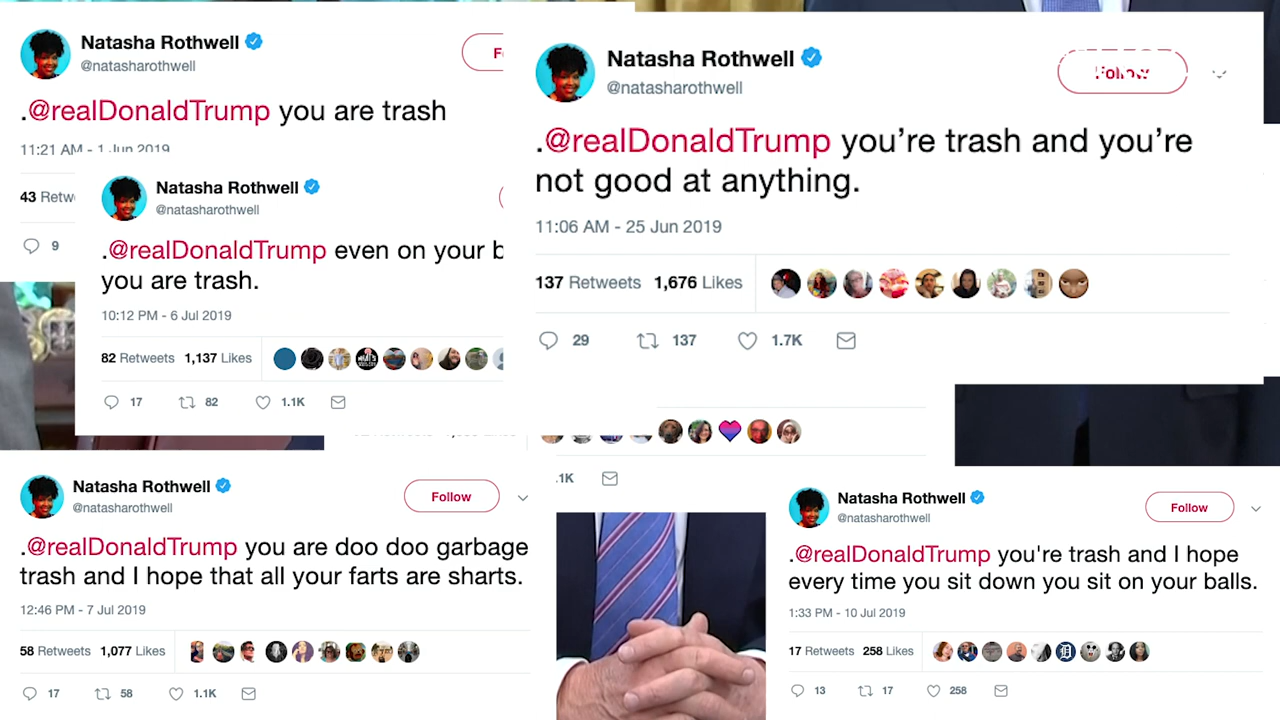 Natasha Rothwell
@natasharothwell
.@realDonaldTrump you are trash
11:21 AM - 1 Jun 2019
43 Retw
9
Natasha Rothwell
@natasharothwell
.@realDonaldTrump even on your b
you are trash.
10:12 PM - 6 Jul 2019
82 Retweets 1,137 Likes
17 82 1.1K
Natasha Rothwell
@natasharothwell
Follow
.@realDonaldTrump you’re trash and you’re
not good at anything.
11:06 AM - 25 Jun 2019
137 Retweets 1,676 Likes
29 137 1.7K
.1K
Natasha Rothwell
@natasharothwell
Follow
.@realDonaldTrump you are doo doo garbage
trash and I hope that all your farts are sharts.
12:46 PM - 7 Jul 2019
58 Retweets 1,077 Likes
17 58 1.1K
Natasha Rothwell
@natasharothwell
Follow
.@realDonaldTrump you're trash and I hope
every time you sit down you sit on your balls.
1:33 PM - 10 Jul 2019
17 Retweets 258 Likes
13 17 258